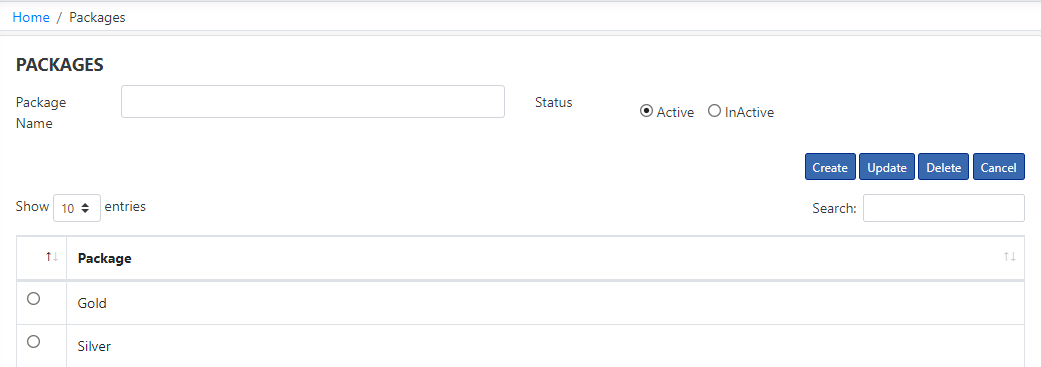 Home / Packages
PACKAGES
Package Name
Status
Active InActive
Create Update Delete Cancel
Show 10 entries
Search:
Package
Gold
Silver